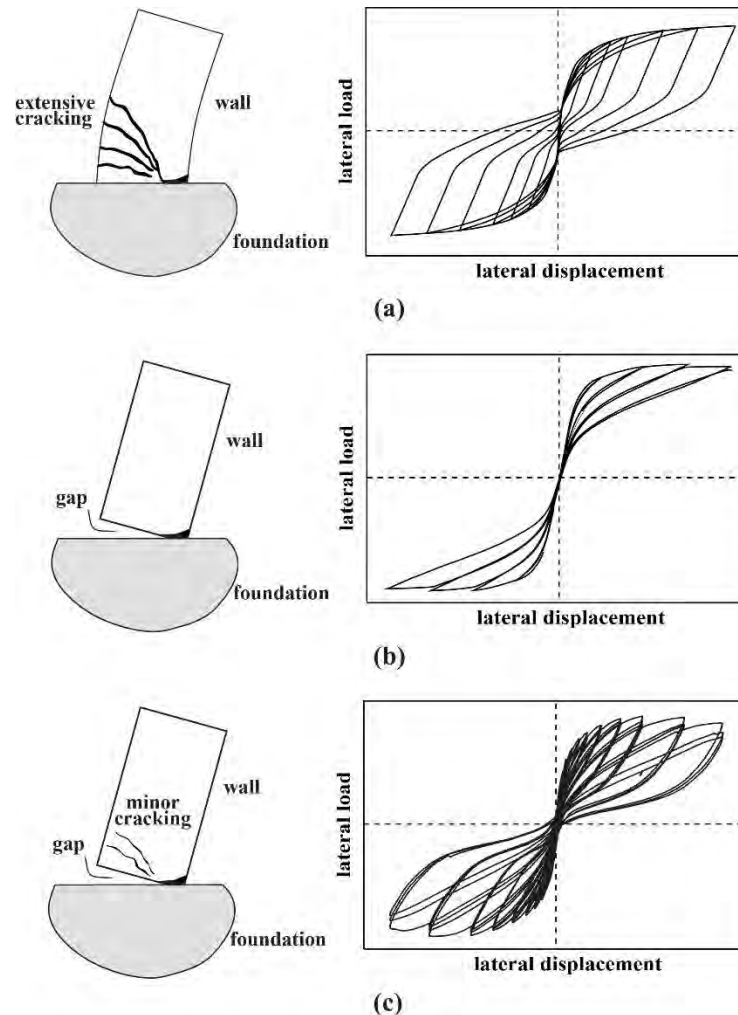 extensive
cracking
wall
foundation
lateral load
lateral displacement
(a)
gap
wall
foundation
lateral load
lateral displacement
(b)
minor
cracking
gap
wall
foundation
lateral load
lateral displacement
(c)